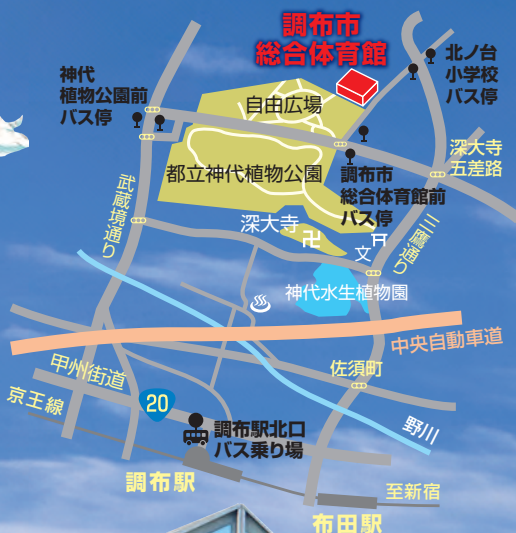 調布市
総合体育館
北ノ台
小学校
バス停
神代
植物公園前
バス停
自由広場
深大寺
五差路
都立神代植物公園
調布市
総合体育館前
バス停
武蔵境通り
深大寺
文
三鷹通り
神代水生植物園
中央自動車道
甲州街道
佐須町
京王線
20
野川
調布駅北口
バス乗り場
調布駅
至新宿
布田駅